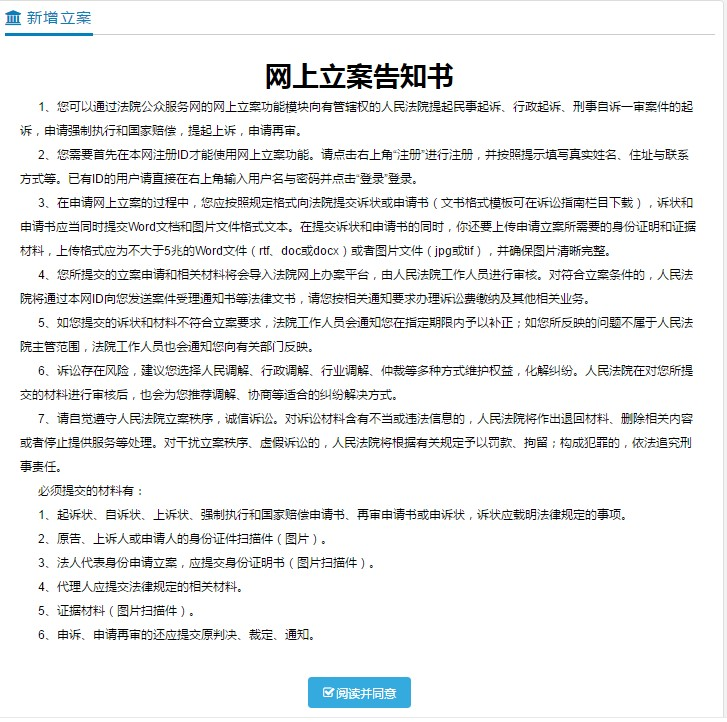 新增立案
网上立案告知书
1、您可以通过法院公众服务网的网上立案功能模块向有管辖权的人民法院提起民事起诉、行政起诉、刑事自诉一审案件的起
诉，申请强制执行和国家赔偿，提起上诉，申请再审。
2、您需要首先在本网注册ID才能使用网上立案功能。请点击右上角“注册”进行注册，并按照提示填写真实姓名、住址与联系
方式等。已有ID的用户请直接在右上角输入用户名与密码并点击“登录”登录。
3、在申请网上立案的过程中，您应按照规定格式向法院提交诉状或申请书（文书格式模板可在诉讼指南栏目下载），诉状和
申请书应当同时提交Word文档和图片文件格式文本。在提交诉状和申请书的同时，你还要上传申请立案所需要的身份证明和证据
材料，上传格式应为不大于5兆的Word文件（rtf、doc或docx）或者图片文件（jpg或tif），并确保图片清晰完整。
4、您所提交的立案申请和相关材料将会导入法院网上办案平台，由人民法院工作人员进行审核。对符合立案条件的，人民法
院将通过本网ID向您发送案件受理通知书等法律文书，请您按相关通知要求办理诉讼费缴纳及其他相关业务。
5、如您提交的诉状和材料不符合立案要求，法院工作人员会通知您在指定期限内予以补正；如您所反映的问题不属于人民法
院主管范围，法院工作人员也会通知您向有关部门反映。
6、诉讼存在风险，建议您选择人民调解、行政调解、行业调解、仲裁等多种方式维护权益，化解纠纷。人民法院在对您所提
交的材料进行审核后，也会为您推荐调解、协商等适合的纠纷解决方式。
7、请自觉遵守人民法院立案秩序，诚信诉讼。对诉讼材料含有不当或违法信息的，人民法院将作出退回材料、删除相关内容
或者停止提供服务等处理。对干扰立案秩序、虚假诉讼的，人民法院将根据有关规定予以罚款、拘留；构成犯罪的，依法追究刑
事责任。
必须提交的材料有：
1、起诉状、自诉状、上诉状、强制执行和国家赔偿申请书、再审申请书或申诉状，诉状应载明法律规定的事项。
2、原告、上诉人或申请人的身份证件扫描件（图片）。
3、法人代表身份申请立案，应提交身份证明书（图片扫描件）。
4、代理人应提交法律规定的相关材料。
5、证据材料（图片扫描件）。
6、申诉、申请再审的还应提交原判决、裁定、通知。
阅读并同意